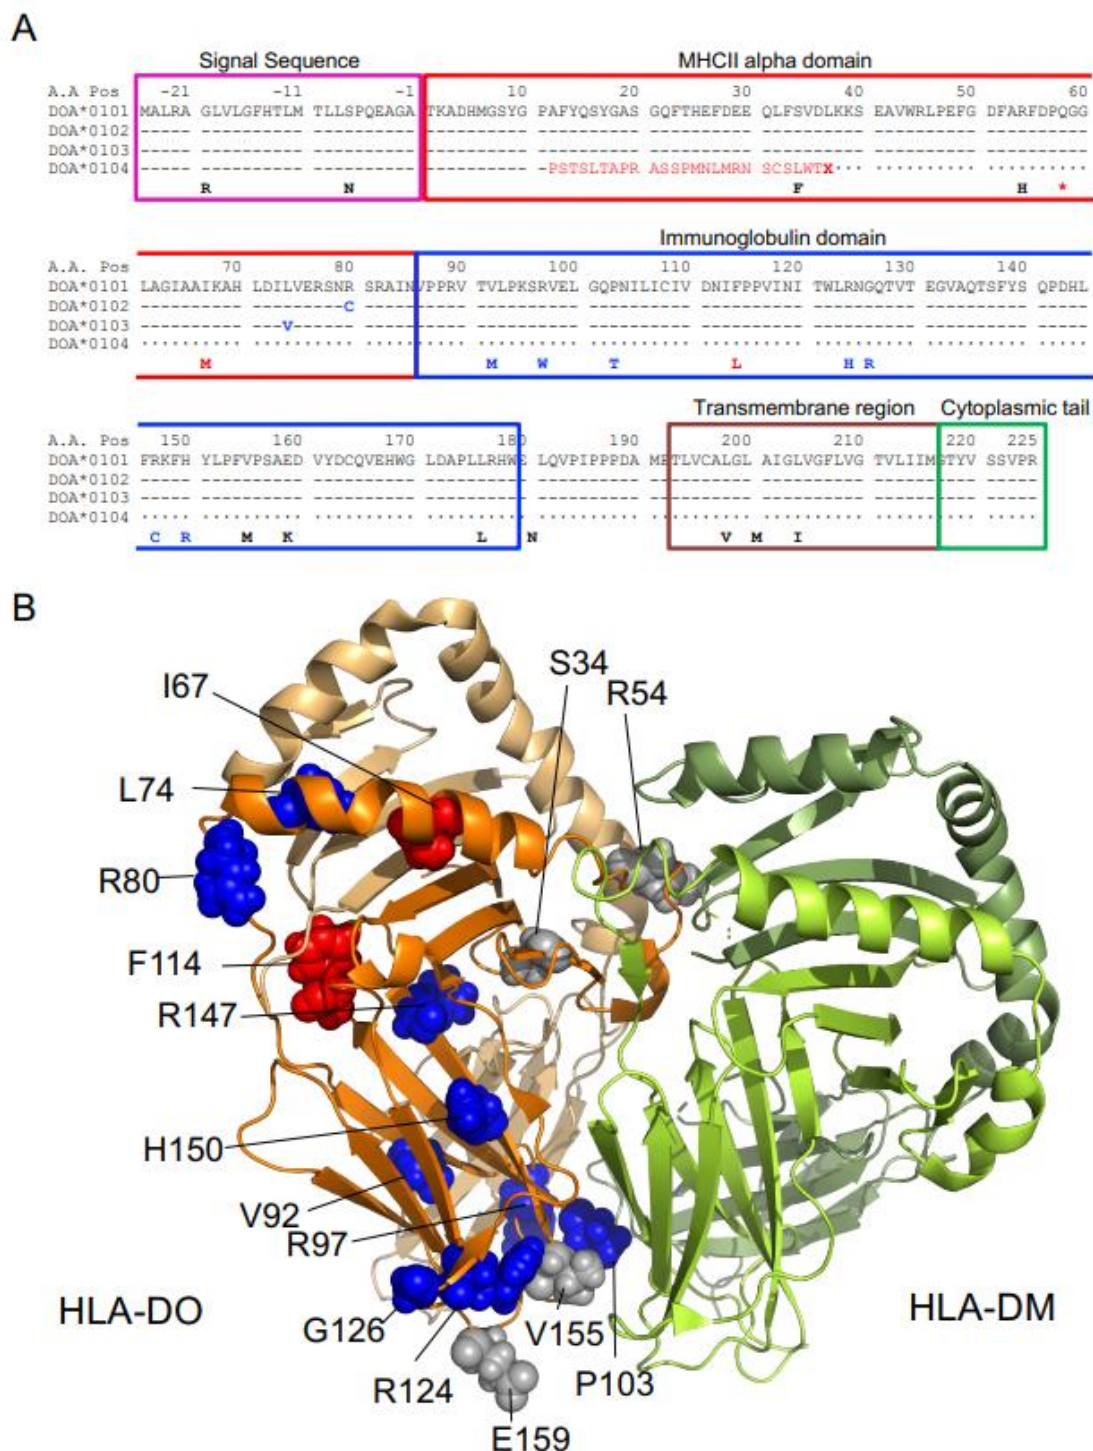 A
Signal Sequence MHCII alpha domain
A.A Pos -21 -11 -1 10 20 30 40 50 60
DOA*0101 MALRA GLVLGFHTLM TLLSPQEAGA TKADHMGSYG PAFYQSYGAS GQFTHEFDEE QLFSVDLKKS EAVWRLPEFG DFARFDPQGG
DOA*0102 ----- ---------- ---------- ---------- ---------- ---------- ---------- ---------- ----------
DOA*0103 ----- ---------- ---------- ---------- ---------- ---------- ---------- ---------- ----------
DOA*0104 ----- ---------- ---------- ---------- -PSTSLTAPR ASSPMNLMRN SCSLWTX··· ·········· ··········
R N F H *
Immunoglobulin domain
A.A. Pos 70 80 90 100 110 120 130 140
DOA*0101 LAGIAAIKAH LDILVERSNR SRAINVPPRV TVLPKSRVEL GQPNILICIV DNIFPPVINI TWLRNGQTVT EGVAQTSFYS QPDHL
DOA*0102 ---------- ---------C ---------- ---------- ---------- ---------- ---------- ---------- -----
DOA*0103 ---------- ---V------ ---------- ---------- ---------- ---------- ---------- ---------- -----
DOA*0104 ·········· ·········· ·········· ·········· ·········· ·········· ·········· ·········· ·····
M M W T L H R
Transmembrane region Cytoplasmic tail
A.A. Pos 150 160 170 180 190 200 210 220 225
DOA*0101 FRKFH YLPFVPSAED VYDCQVEHWG LDAPLLRHWE LQVPIPPPDA METLVCALGL AIGLVGFLVG TVLIIMGTYV SSVPR
DOA*0102 ----- ---------- ---------- ---------- ---------- ---------- ---------- ---------- -----
DOA*0103 ----- ---------- ---------- ---------- ---------- ---------- ---------- ---------- -----
DOA*0104 ····· ·········· ·········· ·········· ·········· ·········· ·········· ·········· ·····
C R M K L N V M I
B
S34
I67 R54
L74
R80
F114
R147
H150
V92
R97
HLA-DO HLA-DM
G126 V155
R124 P103
E159